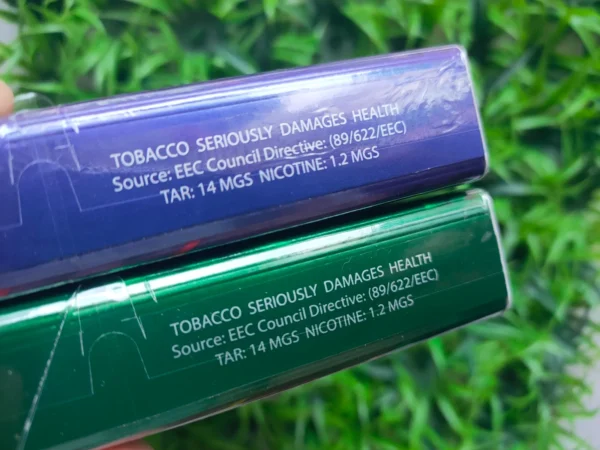 TOBACCO SERIOUSLY DAMAGES HEALTH
Source: EEC Council Directive: (89/622/EEC)
TAR: 14 MGS NICOTINE: 1.2 MGS
TOBACCO SERIOUSLY DAMAGES HEALTH
Source: EEC Council Directive: (89/622/EEC)
TAR: 14 MGS NICOTINE: 1.2 MGS